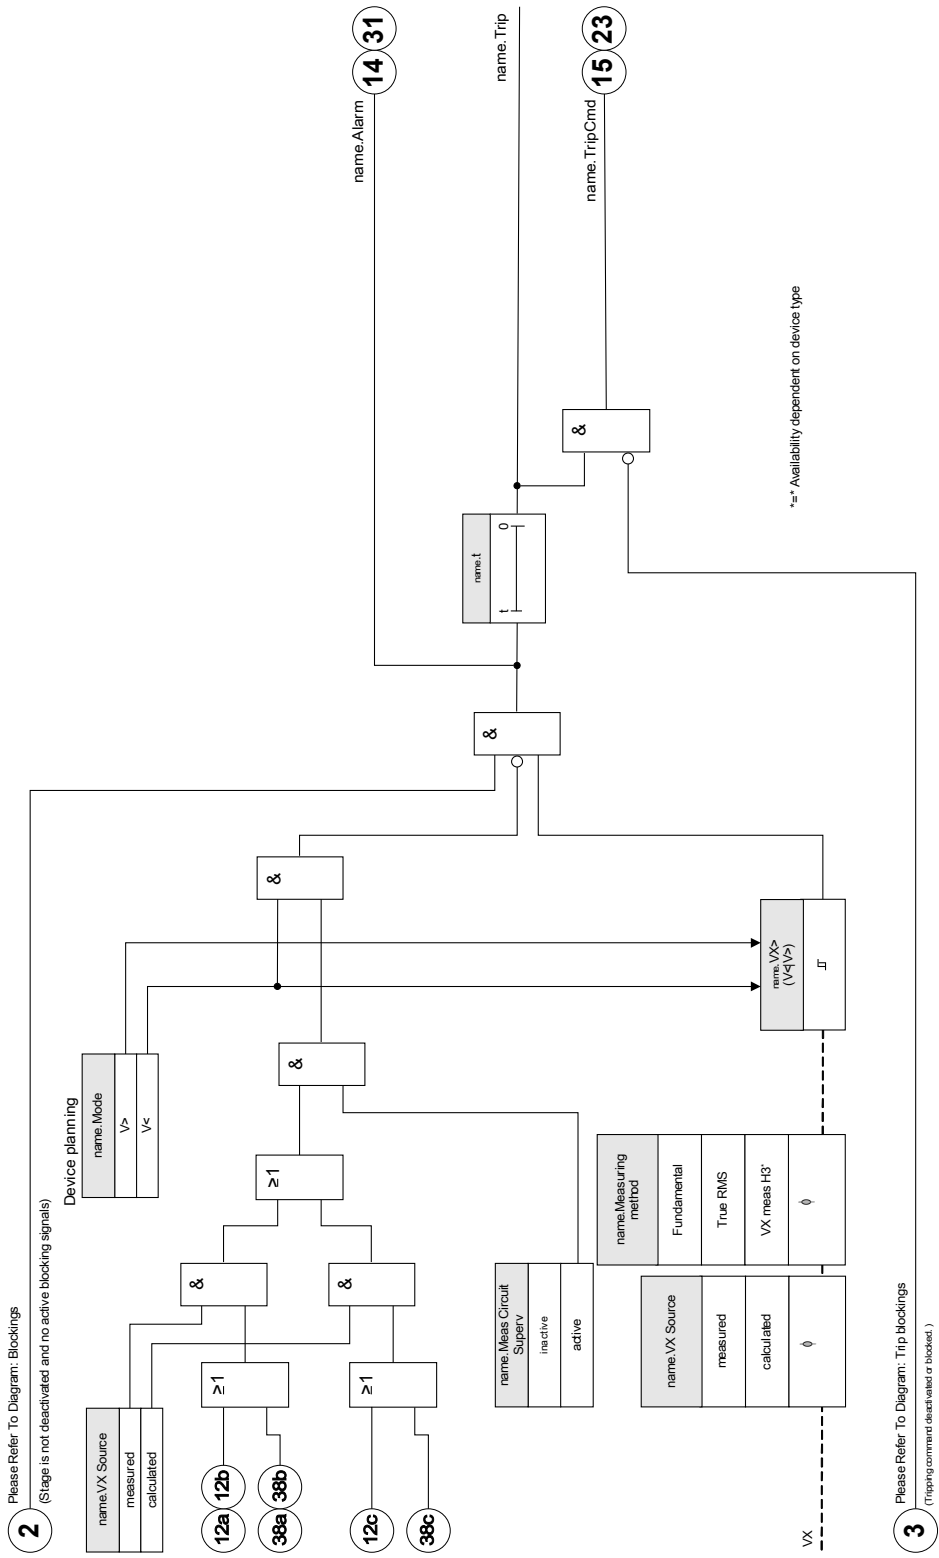 2
Please Refer To Diagram: Blockings
(Stage is not deactivated and no active blocking signals)
Device planning
name.Mode
V>
V<
name.VX Source
measured
calculated
12a
12b
38a
38b
12c
38c
≥1
≥1
&
&
≥1
&
&
name.Meas Circuit
Superv
inactive
active
name.VX Source
measured
calculated
ϕ
name.Measuring
method
Fundamental
True RMS
VX meas H3*
ϕ
VX
name.VX>
(V<|V>)
&
name.t
t
0
&
name.Alarm
14
31
name.Trip
name.TripCmd
15
23
*=* Availability dependent on device type
3
Please Refer To Diagram: Trip blockings
(Tripping command deactivated or blocked. )